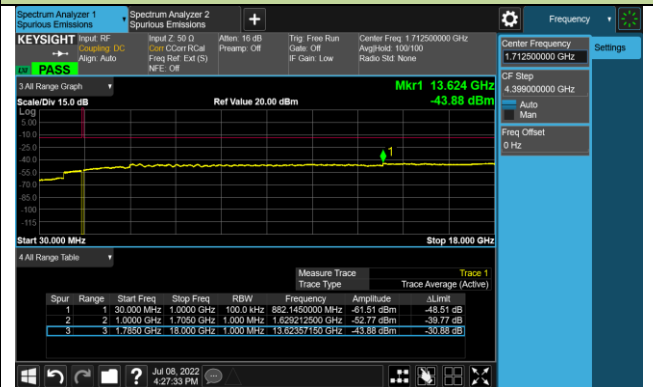 Spectrum Analyzer 1
Spurious Emissions
Spectrum Analyzer 2
Spurious Emissions
Frequency
KEYSIGHT
Input: RF
Coupling: DC
Align: Auto
Input Z: 50 Ω
Corr CCorr RCal
Freq Ref: Ext (S)
NFE: Off
Atten: 16 dB
Preamp: Off
Trig: Free Run
Gate: Off
IF Gain: Low
Center Freq: 1.712500000 GHz
Avg|Hold: 100/100
Radio Std: None
PASS
Center Frequency
1.712500000 GHz
Settings
CF Step
4.399000000 GHz
Auto
Man
Freq Offset
0 Hz
3 All Range Graph
Mkr1 13.624 GHz
Scale/Div 15.0 dB
Ref Value 20.00 dBm
-43.88 dBm
Log
5.00
-10.0
-25.0
-40.0
-55.0
-70.0
-85.0
-100
-115
1
Start 30.000 MHz
Stop 18.000 GHz
4 All Range Table
Measure Trace Trace 1
Trace Type Trace Average (Active)
Spur Range Start Freq Stop Freq RBW Frequency Amplitude ΔLimit
1 1 30.000 MHz 1.0000 GHz 100.0 kHz 882.1450000 MHz -61.51 dBm -48.51 dB
2 2 1.0000 GHz 1.7050 GHz 1.000 MHz 1.629212500 GHz -52.77 dBm -39.77 dB
3 3 1.7850 GHz 18.000 GHz 1.000 MHz 13.62357150 GHz -43.88 dBm -30.88 dB
Jul 08, 2022
4:27:33 PM